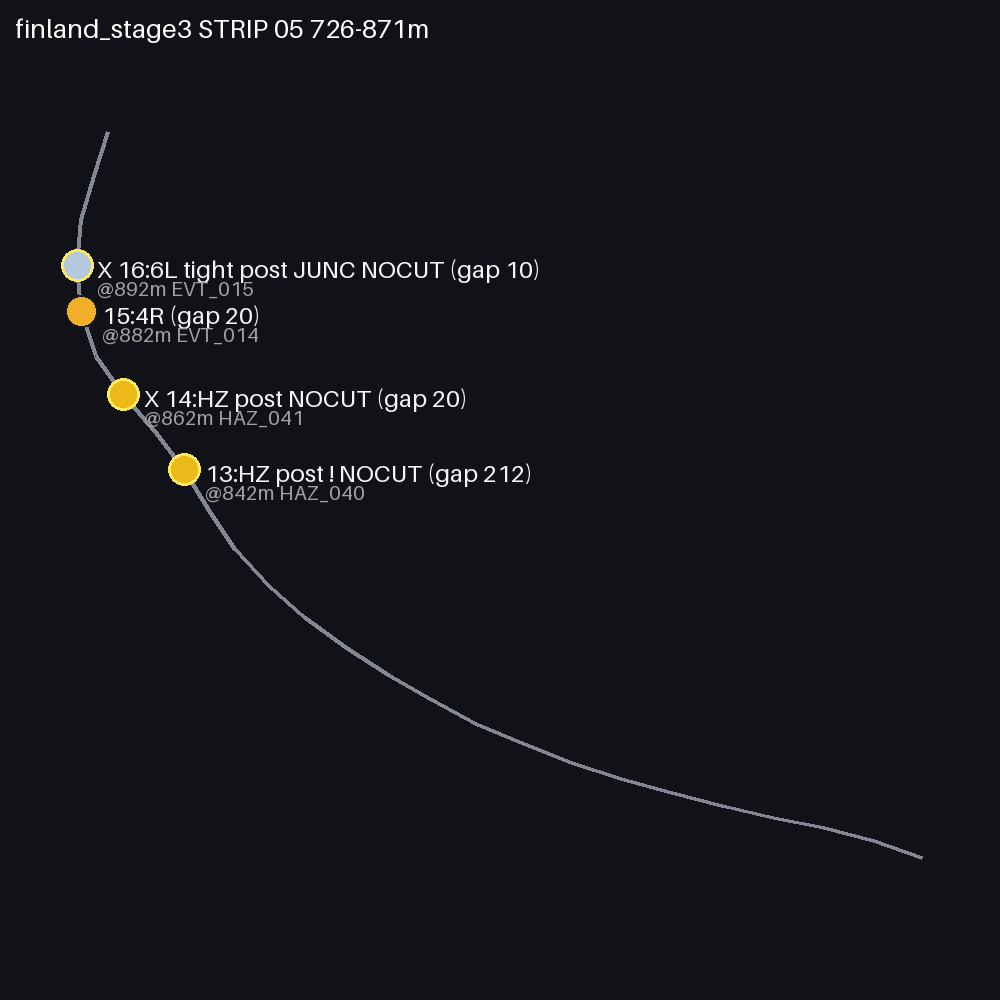 finland_stage3 STRIP 05 726-871m
X 16:6L tight post JUNC NOCUT (gap 10)
@892m EVT_015
15:4R (gap 20)
@882m EVT_014
X 14:HZ post NOCUT (gap 20)
@862m HAZ_041
13:HZ post ! NOCUT (gap 212)
@842m HAZ_040